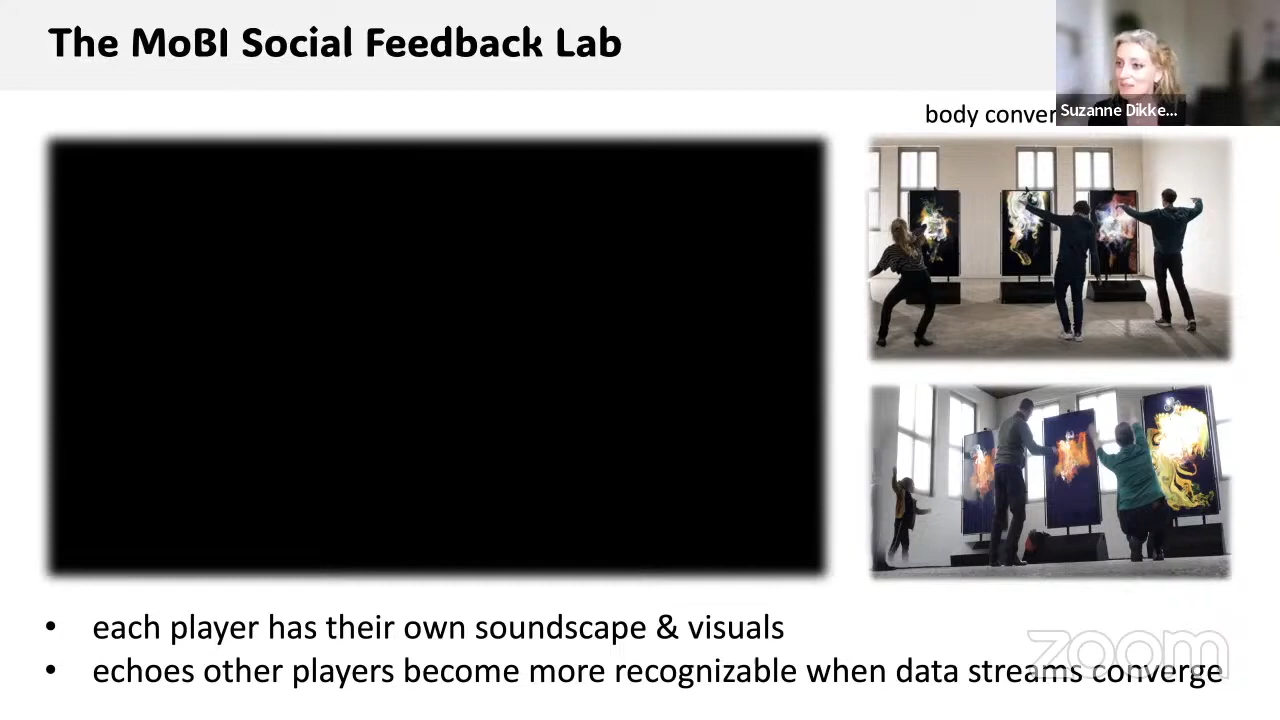 The MoBI Social Feedback Lab
body conver
Suzanne Dikke...
• each player has their own soundscape & visuals
• echoes other players become more recognizable when data streams converge
zoom